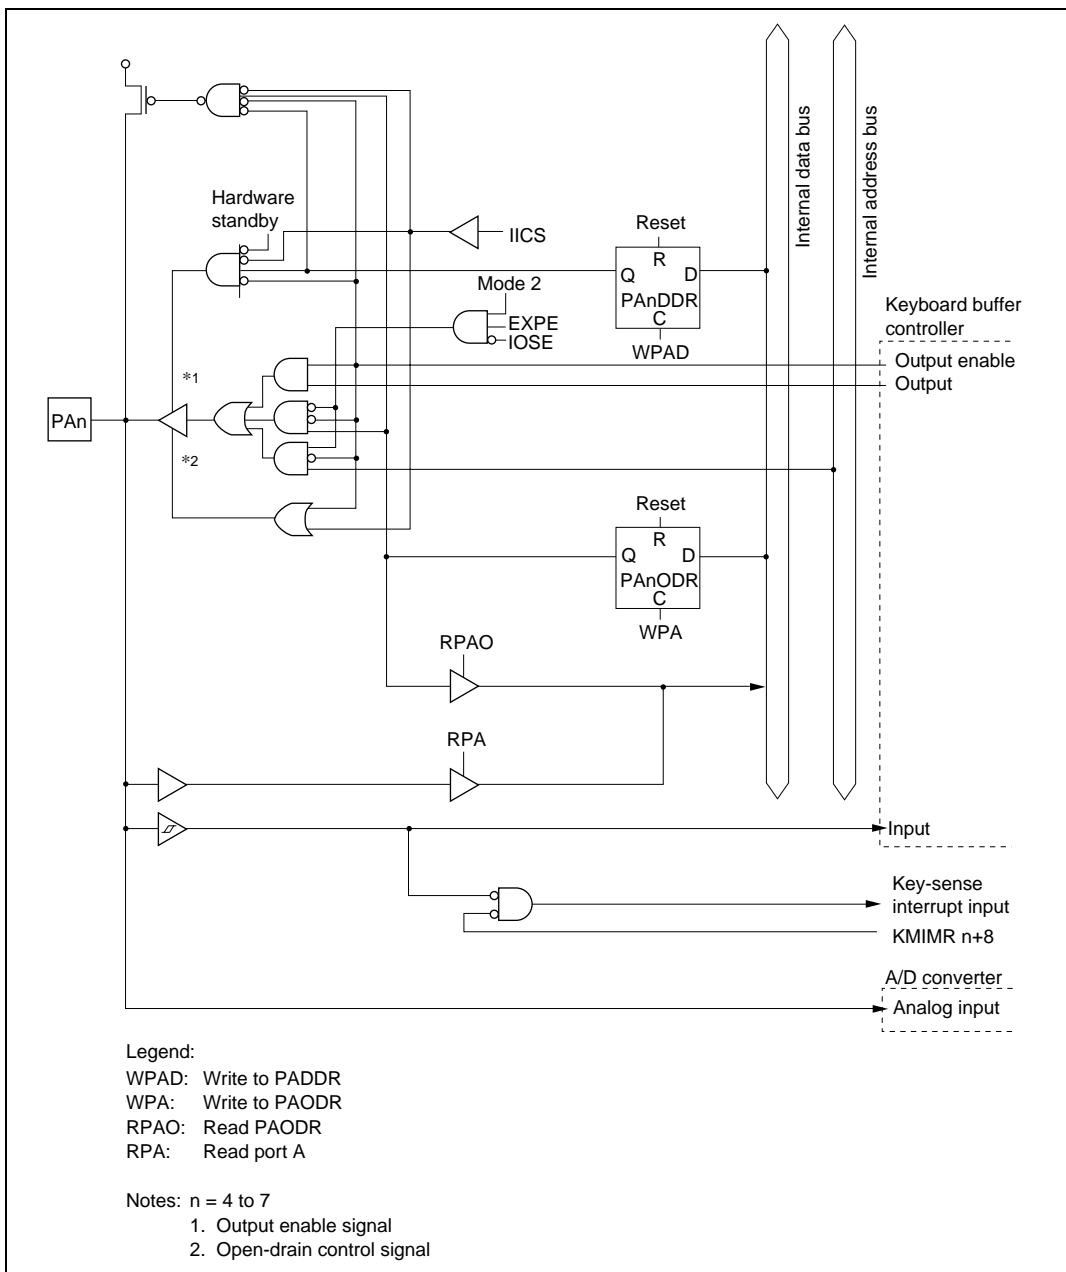 Internal data bus
Internal address bus
Hardware
standby
IICS
Reset
R
Q D
PAnDDR
C
WPAD
Mode 2
EXPE
IOSE
Keyboard buffer
controller
Output enable
Output
*1
PAn
*2
Reset
R
Q D
PAnODR
C
WPA
RPAO
RPA
Input
Key-sense
interrupt input
KMIMR n+8
A/D converter
Analog input
Legend:
WPAD: Write to PADDR
WPA: Write to PAODR
RPAO: Read PAODR
RPA: Read port A
Notes: n = 4 to 7
1. Output enable signal
2. Open-drain control signal